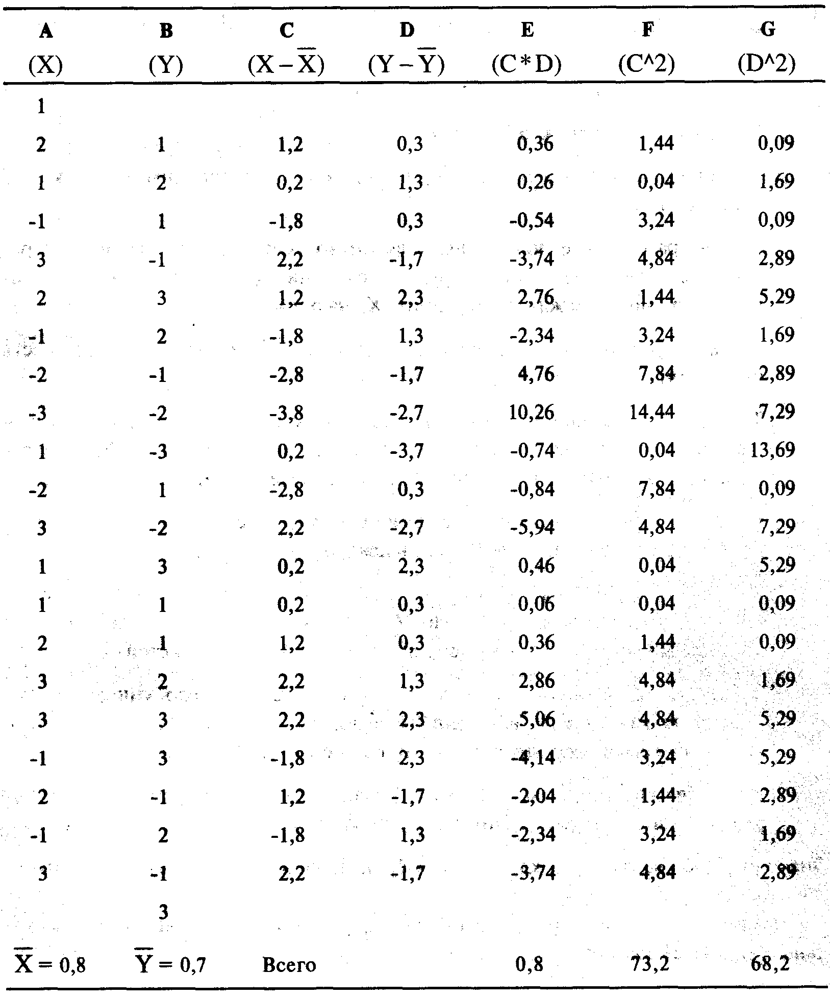 A B C D E F G
(X) (Y) (X – X̅) (Y – Y̅) (C*D) (C^2) (D^2)
1
2 1 1,2 0,3 0,36 1,44 0,09
1 2 0,2 1,3 0,26 0,04 1,69
-1 1 -1,8 0,3 -0,54 3,24 0,09
3 -1 2,2 -1,7 -3,74 4,84 2,89
2 3 1,2 2,3 2,76 1,44 5,29
-1 2 -1,8 1,3 -2,34 3,24 1,69
-2 -1 -2,8 -1,7 4,76 7,84 2,89
-3 -2 -3,8 -2,7 10,26 14,44 7,29
1 -3 0,2 -3,7 -0,74 0,04 13,69
-2 1 -2,8 0,3 -0,84 7,84 0,09
3 -2 2,2 -2,7 -5,94 4,84 7,29
1 3 0,2 2,3 0,46 0,04 5,29
1 1 0,2 0,3 0,06 0,04 0,09
2 1 1,2 0,3 0,36 1,44 0,09
3 2 2,2 1,3 2,86 4,84 1,69
3 3 2,2 2,3 5,06 4,84 5,29
-1 3 -1,8 2,3 -4,14 3,24 5,29
2 -1 1,2 -1,7 -2,04 1,44 2,89
-1 2 -1,8 1,3 -2,34 3,24 1,69
3 -1 2,2 -1,7 -3,74 4,84 2,89
3
X̅ = 0,8 Y̅ = 0,7 Всего 0,8 73,2 68,2